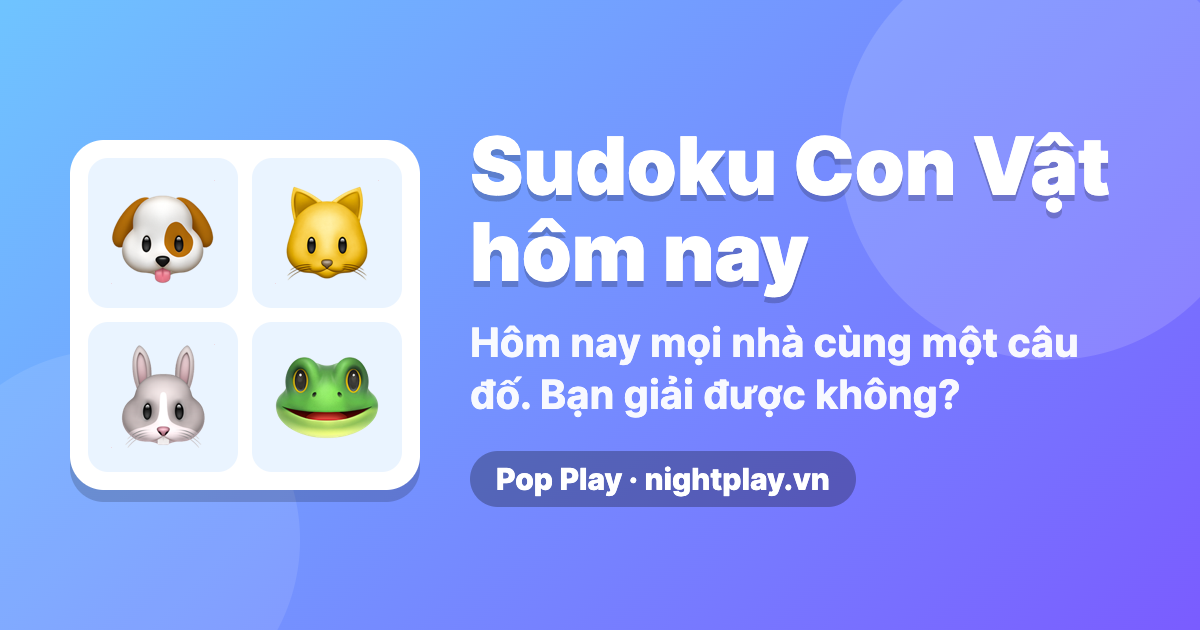 Sudoku Con Vật
hôm nay
Hôm nay mọi nhà cùng một câu
đố. Bạn giải được không?
Pop Play · nightplay.vn